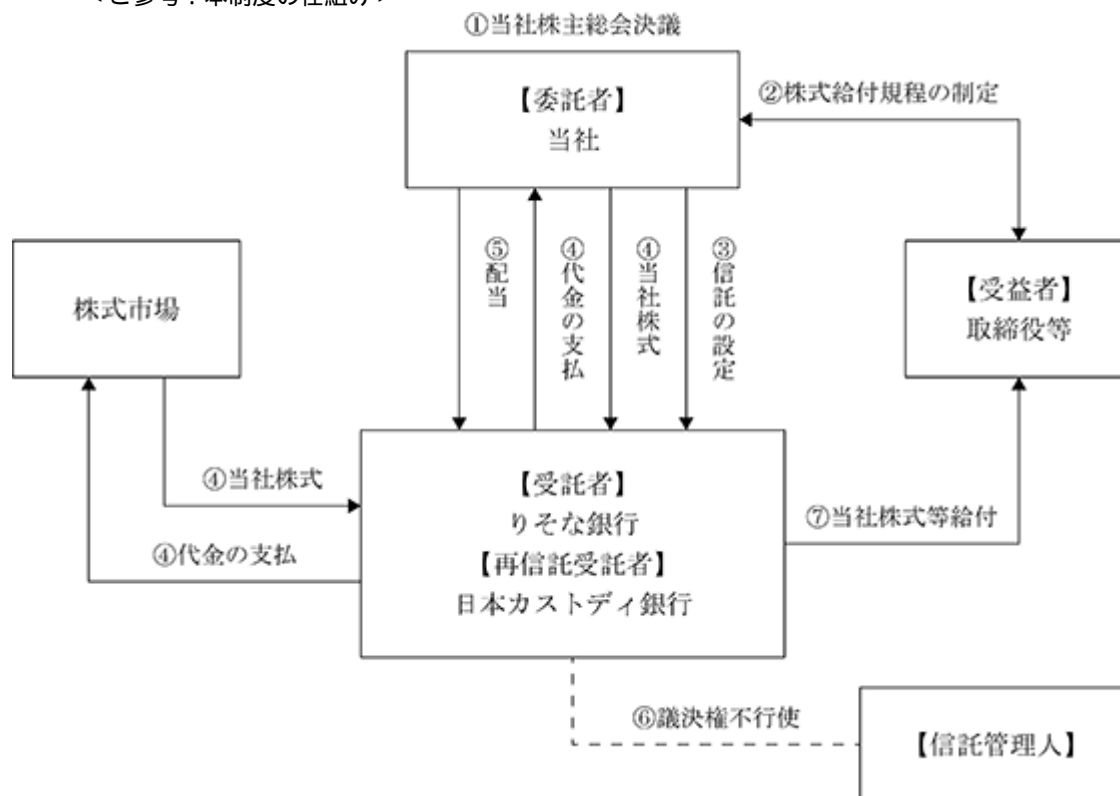 ＜ご参考：本制度の仕組み＞
①当社株主総会決議
【委託者】
当社
②株式給付規程の制定
⑤配当
④代金の支払
④当社株式
③信託の設定
株式市場
【受益者】
取締役等
④当社株式
④代金の支払
【受託者】
りそな銀行
【再信託受託者】
日本カストディ銀行
⑦当社株式等給付
⑥議決権不行使
【信託管理人】